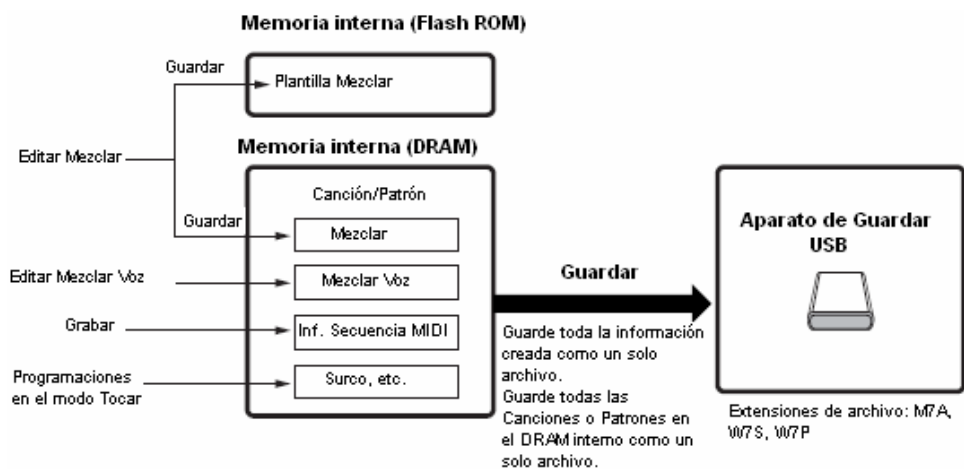 Memoria interna (Flash ROM)
Guardar
Plantilla Mezclar
Editar Mezclar
Memoria interna (DRAM)
Canción/Patrón
Guardar
Mezclar
Editar Mezclar Voz
Mezclar Voz
Grabar
Inf. Secuencia MIDI
Programaciones
en el modo Tocar
Surco, etc.
Guardar
Guarde toda la información
creada como un solo
archivo.
Guarde todas las
Canciones o Patrones en
el DRAM interno como un
solo archivo.
Aparato de Guardar
USB
Extensiones de archivo: M7A,
W7S, W7P